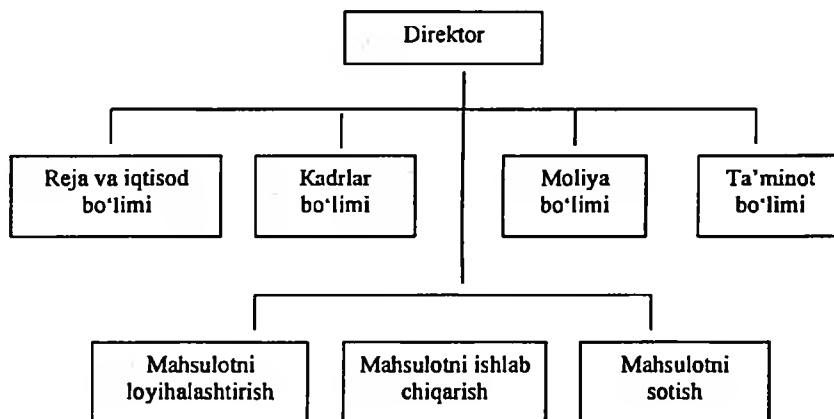 Direktor
Reja va iqtisod
bo‘limi
Kadrlar
bo‘limi
Moliya
bo‘limi
Ta’minot
bo‘limi
Mahsulotni
loyihalashtirish
Mahsulotni ishlab
chiqarish
Mahsulotni
sotish